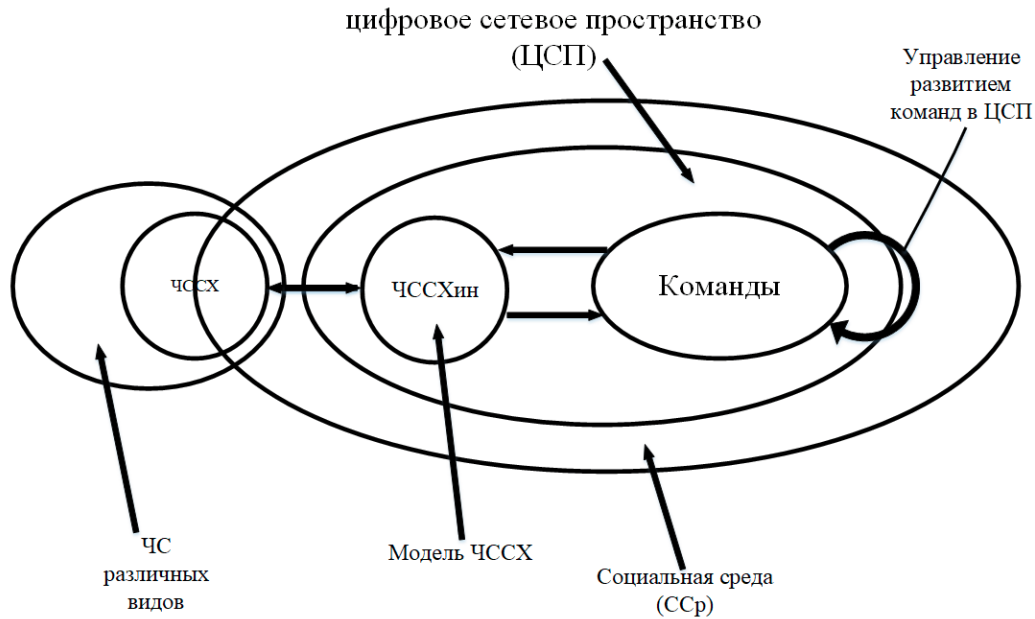 цифровое сетевое пространство
(ЦСП)
Управление
развитием
команд в ЦСП
ЧССХ
ЧССХин
Команды
ЧС
различных
видов
Модель ЧССХ
Социальная среда
(ССр)